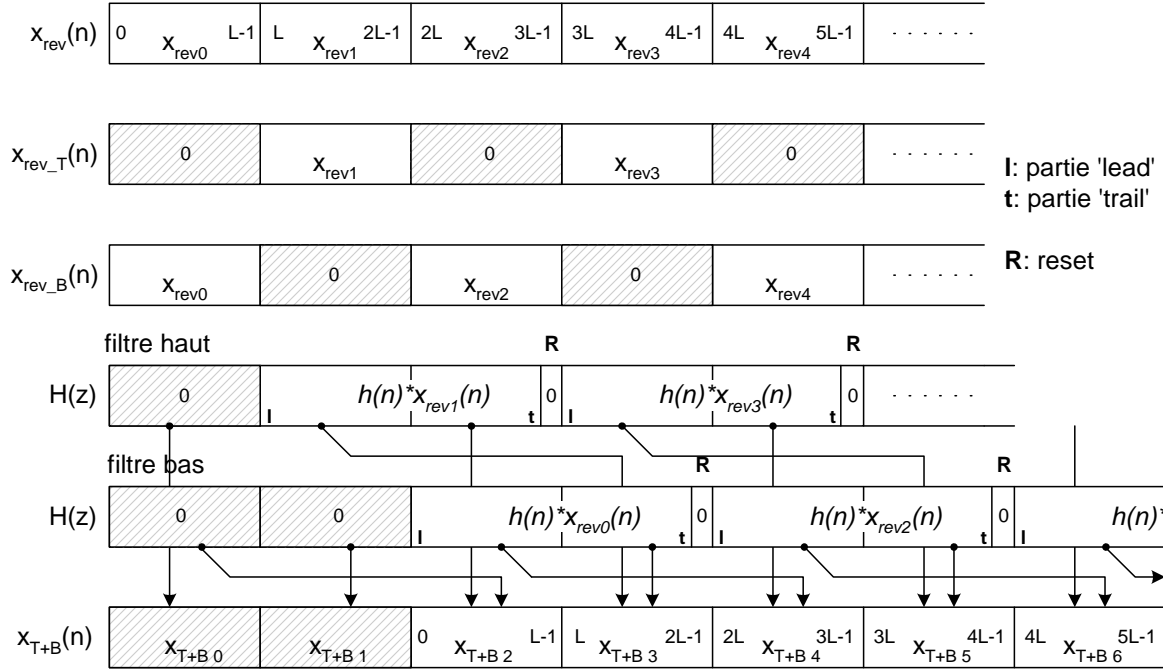 x_rev(n) 0 x_rev0 L-1 L x_rev1 2L-1 2L x_rev2 3L-1 3L x_rev3 4L-1 4L x_rev4 5L-1 . . . . . .
x_rev_T(n) 0 x_rev1 0 x_rev3 0 . . . . . .
l: partie 'lead'
t: partie 'trail'
R: reset
x_rev_B(n) x_rev0 0 x_rev2 0 x_rev4 . . . . . .
filtre haut R R
H(z) 0 l h(n)*x_rev1(n) t 0 l h(n)*x_rev3(n) t 0 . . . . . .
filtre bas R R
H(z) 0 0 l h(n)*x_rev0(n) t 0 l h(n)*x_rev2(n) t 0 l h(n)*
x_T+B(n) x_T+B 0 x_T+B 1 0 x_T+B 2 L-1 L x_T+B 3 2L-1 2L x_T+B 4 3L-1 3L x_T+B 5 4L-1 4L x_T+B 6 5L-1